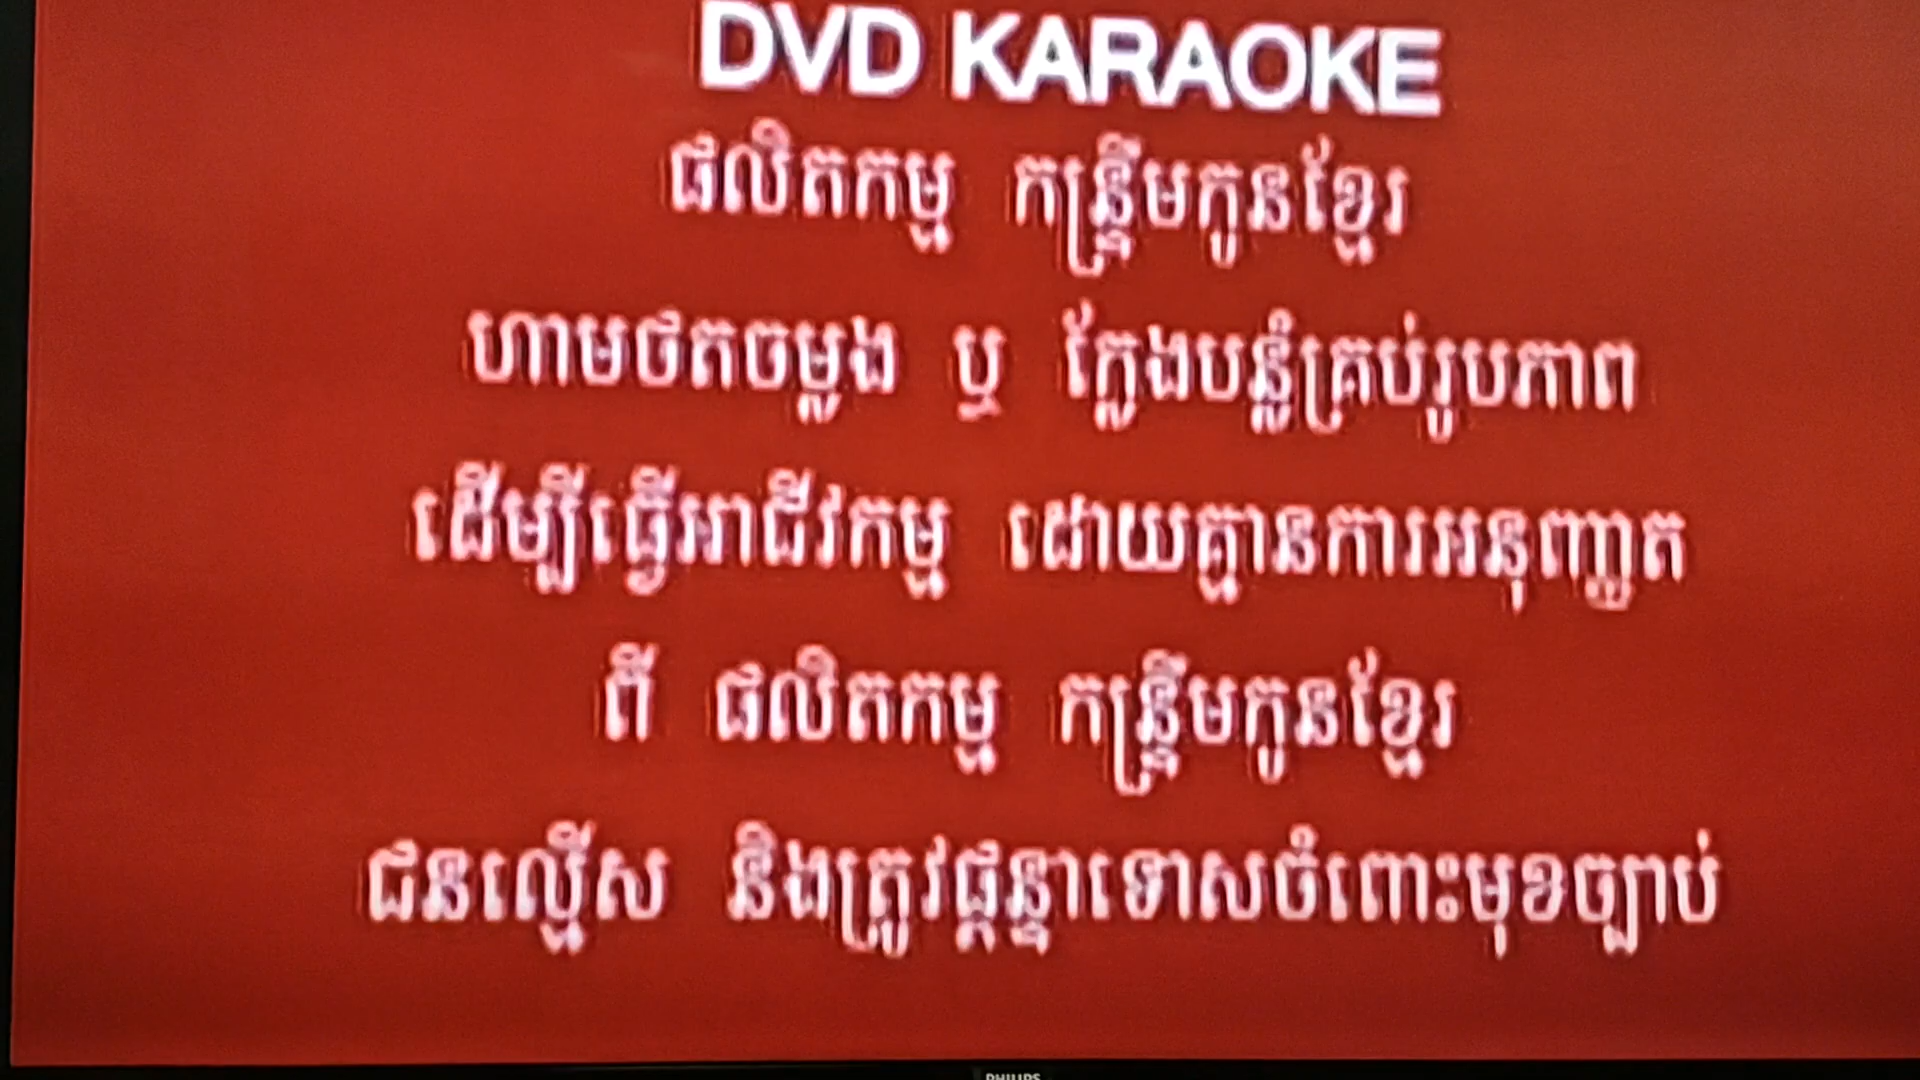 DVD KARAOKE
ផលិតកម្ម កន្ទ្រឹមកូនខ្មែរ
ហាមថតចម្លង ឬ ក្លែងបន្លំគ្រប់រូបភាព
ដើម្បីធ្វើអាជីវកម្ម ដោយគ្មានការអនុញ្ញាត
ពី ផលិតកម្ម កន្ទ្រឹមកូនខ្មែរ
ជនល្មើស និងត្រូវផ្តន្ទាទោសចំពោះមុខច្បាប់
PHILIPS